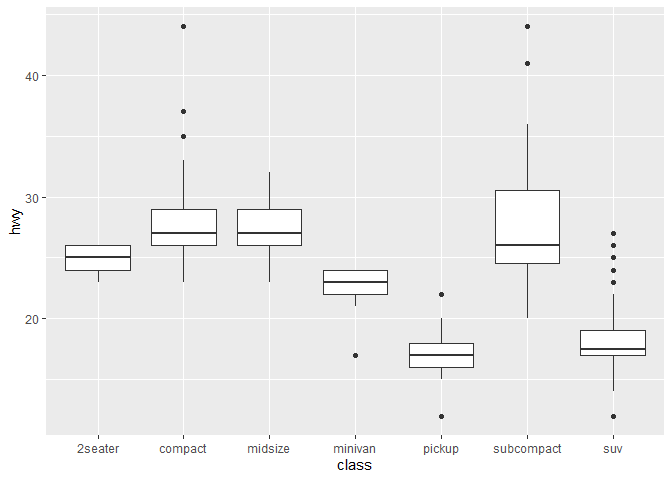 40
30
20
hwy
2seater compact midsize minivan pickup subcompact suv
class